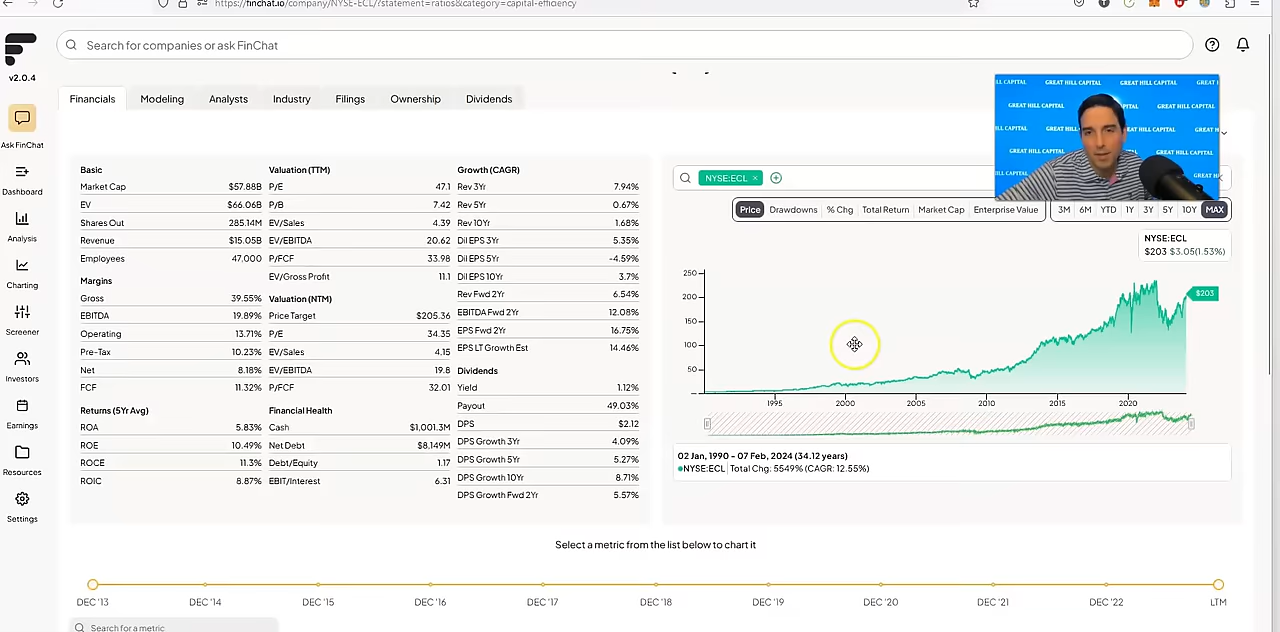 https://finchat.io/company/NYSE-ECL/?statement=ratios&category=capital-efficiency
Search for companies or ask FinChat
v2.0.4
Ask FinChat
Dashboard
Analysis
Charting
Screener
Investors
Earnings
Resources
Settings
Financials Modeling Analysts Industry Filings Ownership Dividends
Basic
Market Cap $57.88B
EV $66.06B
Shares Out 285.14M
Revenue $15.05B
Employees 47.000
Margins
Gross 39.55%
EBITDA 19.89%
Operating 13.71%
Pre-Tax 10.23%
Net 8.18%
FCF 11.32%
Returns (5Yr Avg)
ROA 5.83%
ROE 10.49%
ROCE 11.3%
ROIC 8.87%
Valuation (TTM)
P/E 47.1
P/B 7.42
EV/Sales 4.39
EV/EBITDA 20.62
P/FCF 33.98
EV/Gross Profit 11.1
Valuation (NTM)
Price Target $205.36
P/E 34.35
EV/Sales 4.15
EV/EBITDA 19.8
P/FCF 32.01
Financial Health
Cash $1,001.3M
Net Debt $8,149M
Debt/Equity 1.17
EBIT/Interest 6.31
Growth (CAGR)
Rev 3Yr 7.94%
Rev 5Yr 0.67%
Rev 10Yr 1.68%
Dil EPS 3Yr 5.35%
Dil EPS 5Yr -4.59%
Dil EPS 10Yr 3.7%
Rev Fwd 2Yr 6.54%
EBITDA Fwd 2Yr 12.08%
EPS Fwd 2Yr 16.75%
EPS LT Growth Est 14.46%
Dividends
Yield 1.12%
Payout 49.03%
DPS $2.12
DPS Growth 3Yr 4.09%
DPS Growth 5Yr 5.27%
DPS Growth 10Yr 8.71%
DPS Growth Fwd 2Yr 5.57%
GREAT HILL CAPITAL
NYSE:ECL ×
Price Drawdowns % Chg Total Return Market Cap Enterprise Value
3M 6M YTD 1Y 3Y 5Y 10Y MAX
NYSE:ECL
$203 $3.05(1.53%)
250
200
150
100
50
$203
1995 2000 2005 2010 2015 2020
02 Jan, 1990 - 07 Feb, 2024 (34.12 years)
NYSE:ECL Total Chg: 5549% (CAGR: 12.55%)
Select a metric from the list below to chart it
DEC '13 DEC '14 DEC '15 DEC '16 DEC '17 DEC '18 DEC '19 DEC '20 DEC '21 DEC '22 LTM
Search for a metric